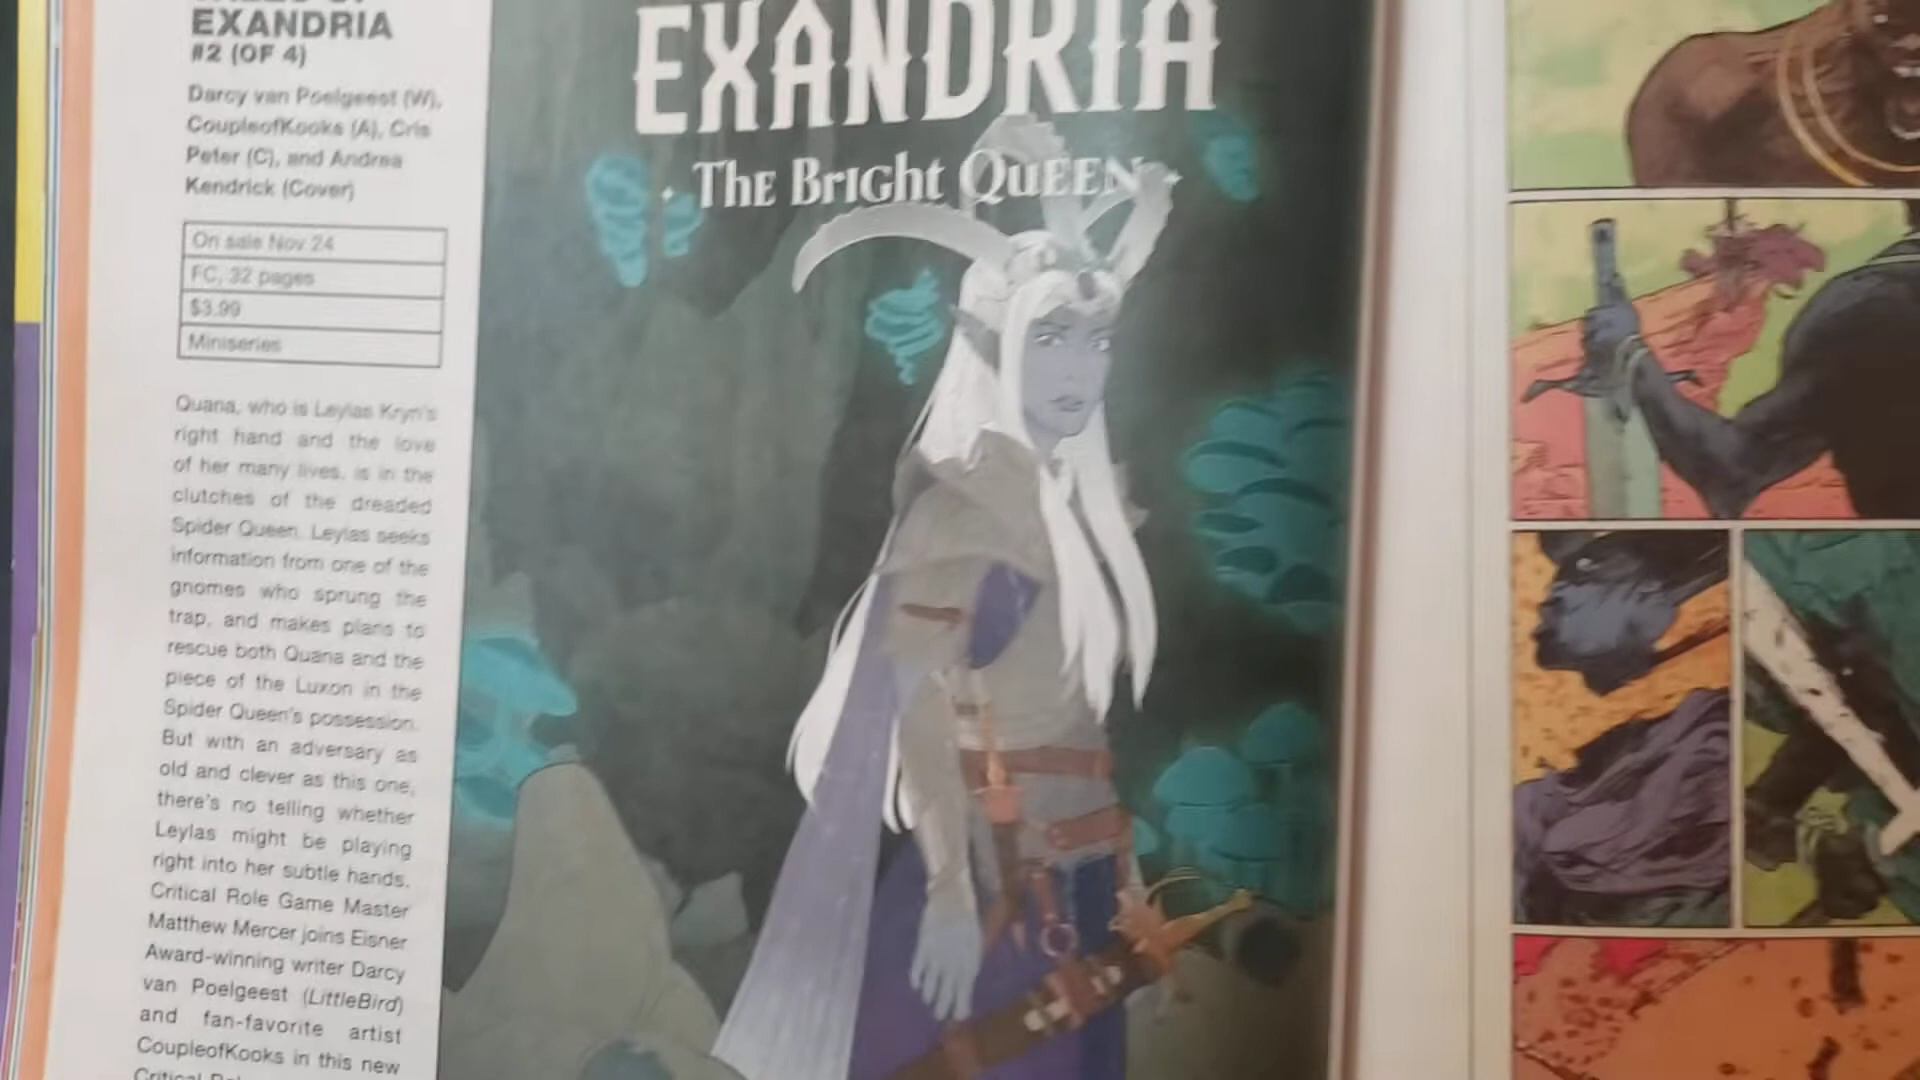 EXANDRIA
#2 (OF 4)
Darcy van Poelgeest (W),
CoupleofKooks (A), Cris
Peter (C), and Andrea
Kendrick (Cover)
On sale Nov 24
FC, 32 pages
$3.99
Miniseries
Quana, who is Leylas Kryn's
right hand and the love
of her many lives, is in the
clutches of the dreaded
Spider Queen. Leylas seeks
information from one of the
gnomes who sprung the
trap, and makes plans to
rescue both Quana and the
piece of the Luxon in the
Spider Queen's possession.
But with an adversary as
old and clever as this one,
there's no telling whether
Leylas might be playing
right into her subtle hands.
Critical Role Game Master
Matthew Mercer joins Eisner
Award-winning writer Darcy
van Poelgeest (LittleBird)
and fan-favorite artist
CoupleofKooks in this new
Critical
EXANDRIA
The Bright Queen